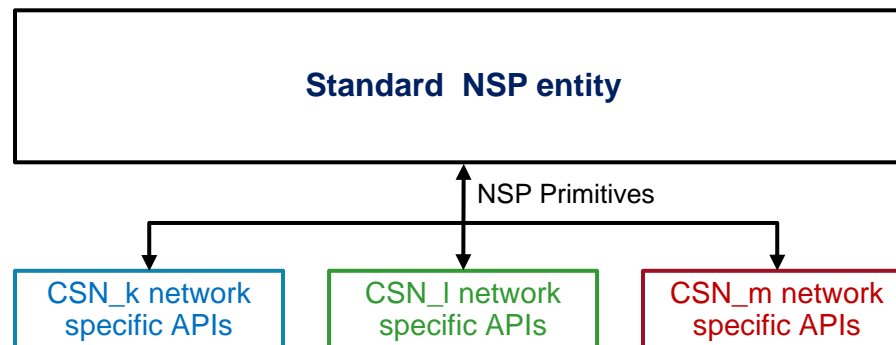 Standard NSP entity
NSP Primitives
CSN_k network
specific APIs
CSN_l network
specific APIs
CSN_m network
specific APIs